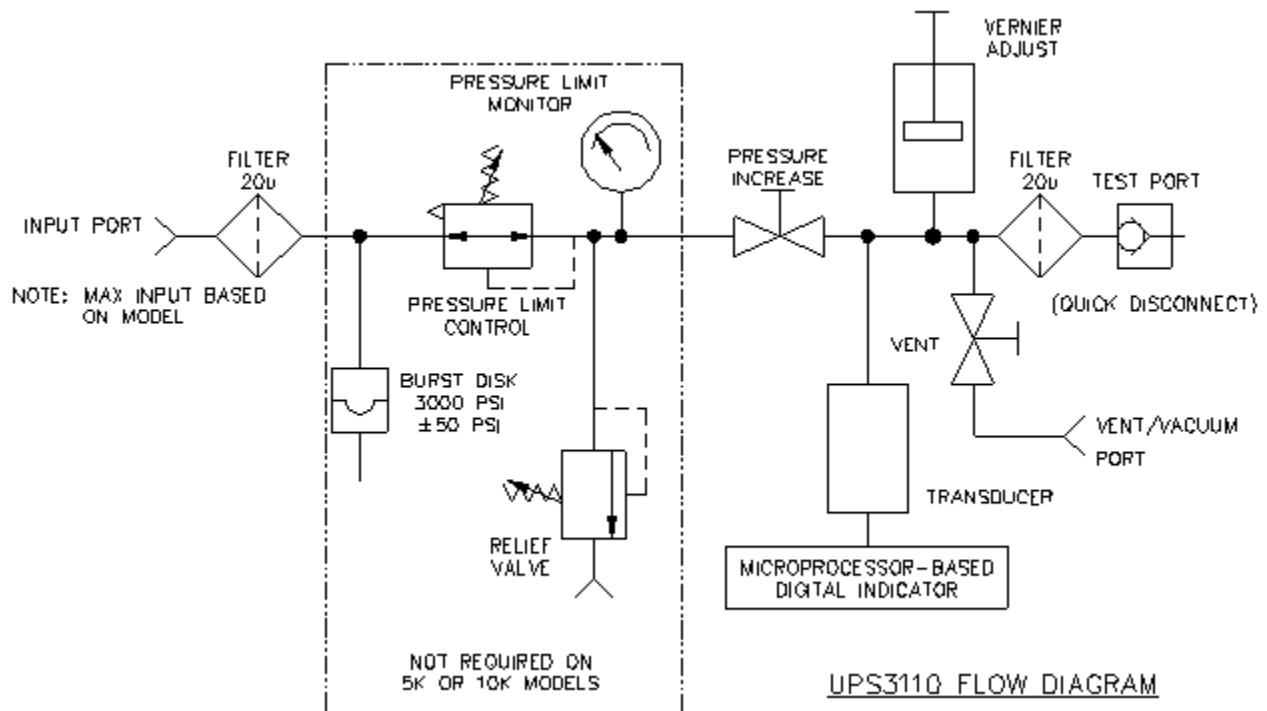 VERNIER
ADJUST
PRESSURE LIMIT
MONITOR
FILTER
20υ
PRESSURE
INCREASE
FILTER
20υ
TEST PORT
INPUT PORT
NOTE: MAX INPUT BASED
ON MODEL
PRESSURE LIMIT
CONTROL
(QUICK DISCONNECT)
VENT
BURST DISK
3000 PSI
±50 PSI
VENT/VACUUM
PORT
TRANSDUCER
RELIEF
VALVE
MICROPROCESSOR-BASED
DIGITAL INDICATOR
NOT REQUIRED ON
5K OR 10K MODELS
UPS3110 FLOW DIAGRAM